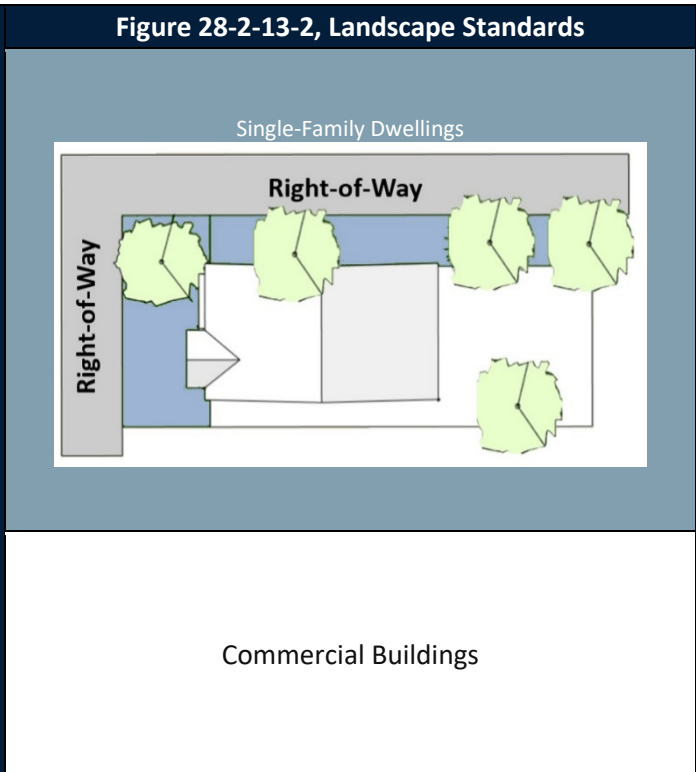 Figure 28-2-13-2, Landscape Standards
Single-Family Dwellings
Right-of-Way
Right-of-Way
Commercial Buildings